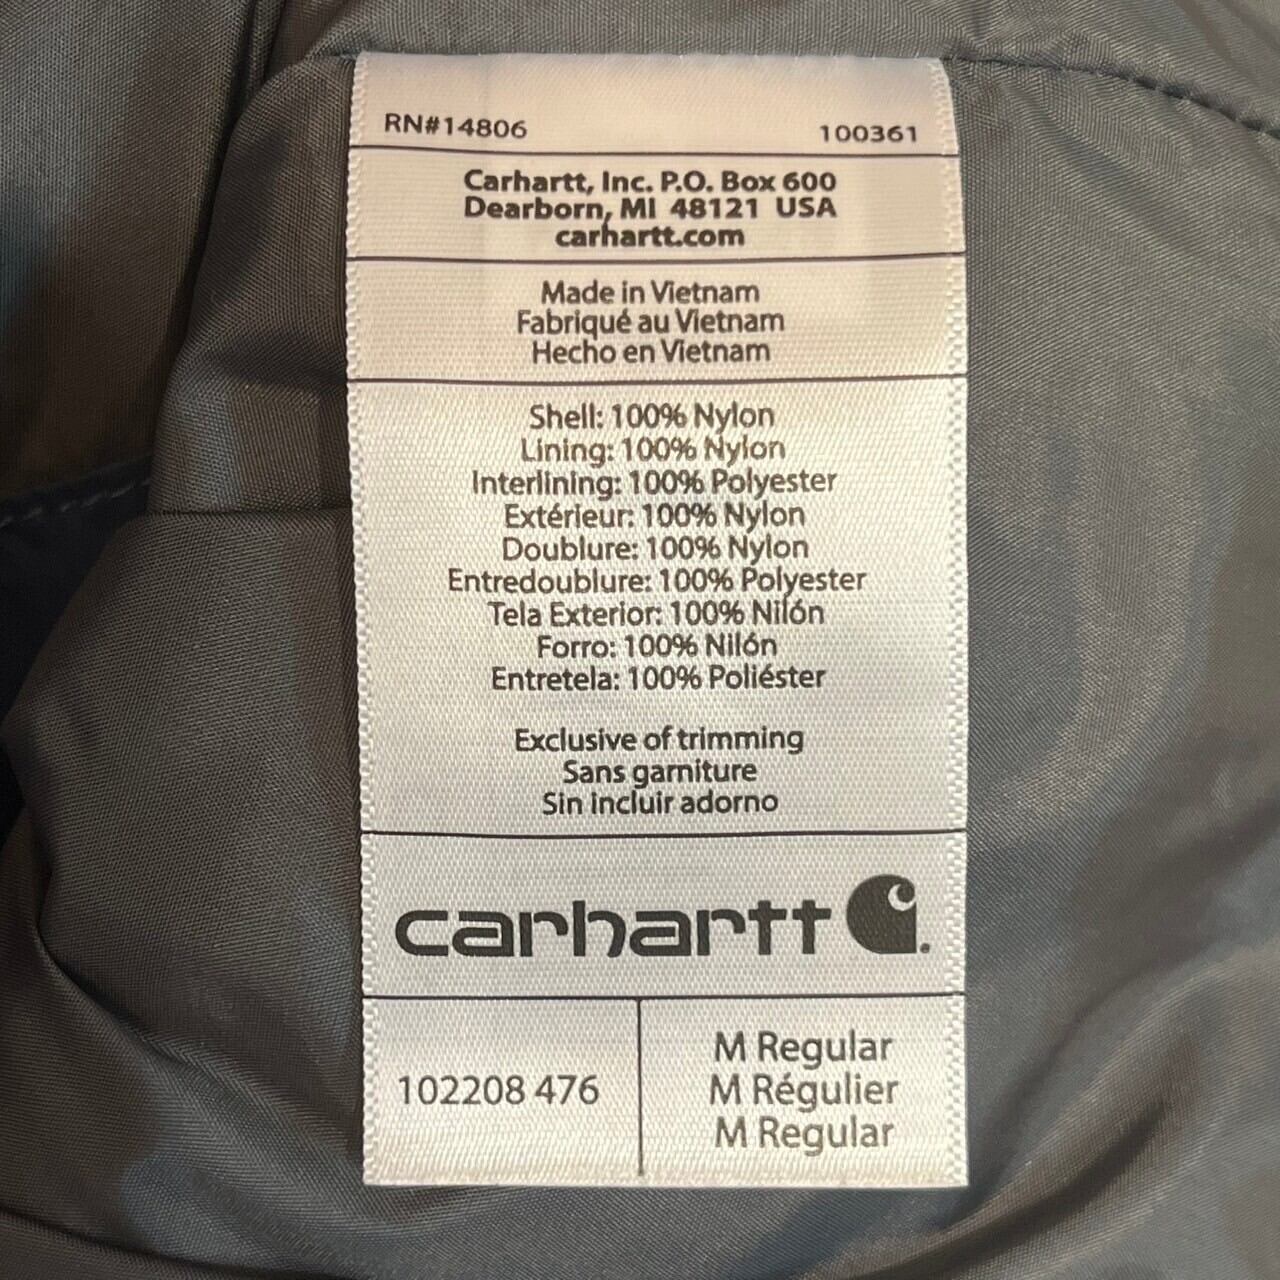 RN#14806 100361
Carhartt, Inc. P.O. Box 600
Dearborn, MI 48121 USA
carhartt.com
Made in Vietnam
Fabriqué au Vietnam
Hecho en Vietnam
Shell: 100% Nylon
Lining: 100% Nylon
Interlining: 100% Polyester
Extérieur: 100% Nylon
Doublure: 100% Nylon
Entredoublure: 100% Polyester
Tela Exterior: 100% Nilón
Forro: 100% Nilón
Entretela: 100% Poliéster
Exclusive of trimming
Sans garniture
Sin incluir adorno
carhartt
102208 476
M Regular
M Régulier
M Regular